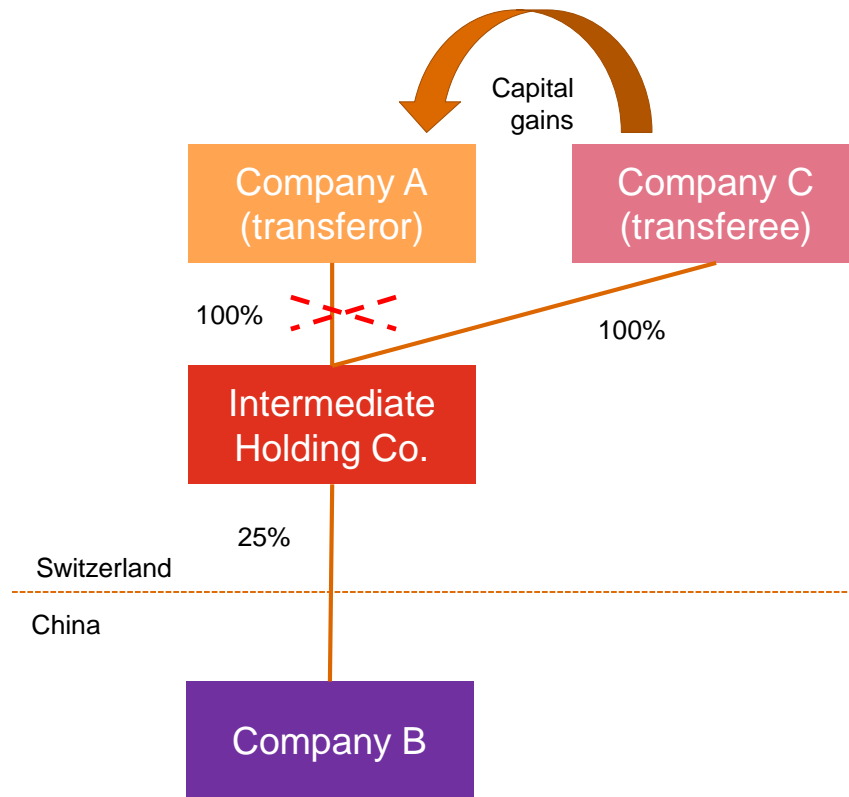 Capital
gains
Company A
(transferor)
Company C
(transferee)
100%
100%
Intermediate
Holding Co.
25%
Switzerland
China
Company B